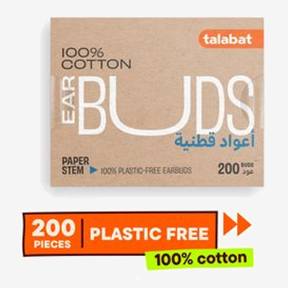 talabat
100%
COTTON
EAR BUDS
أعواد قطنية
PAPER
STEM 100% PLASTIC-FREE EARBUDS
200 BUDS عود
200 PIECES PLASTIC FREE
100% cotton